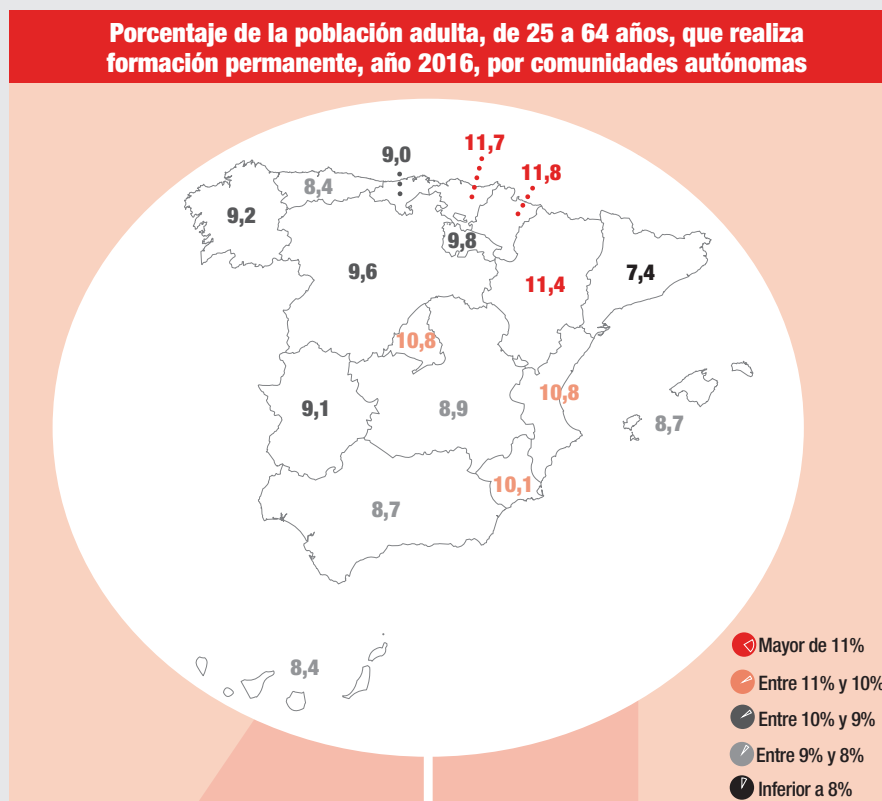 Porcentaje de la población adulta, de 25 a 64 años, que realiza
formación permanente, año 2016, por comunidades autónomas
11,7
9,0
11,8
8,4
9,2
9,8
9,6
7,4
11,4
10,8
10,8
9,1
8,9
8,7
10,1
8,7
8,4
Mayor de 11%
Entre 11% y 10%
Entre 10% y 9%
Entre 9% y 8%
Inferior a 8%